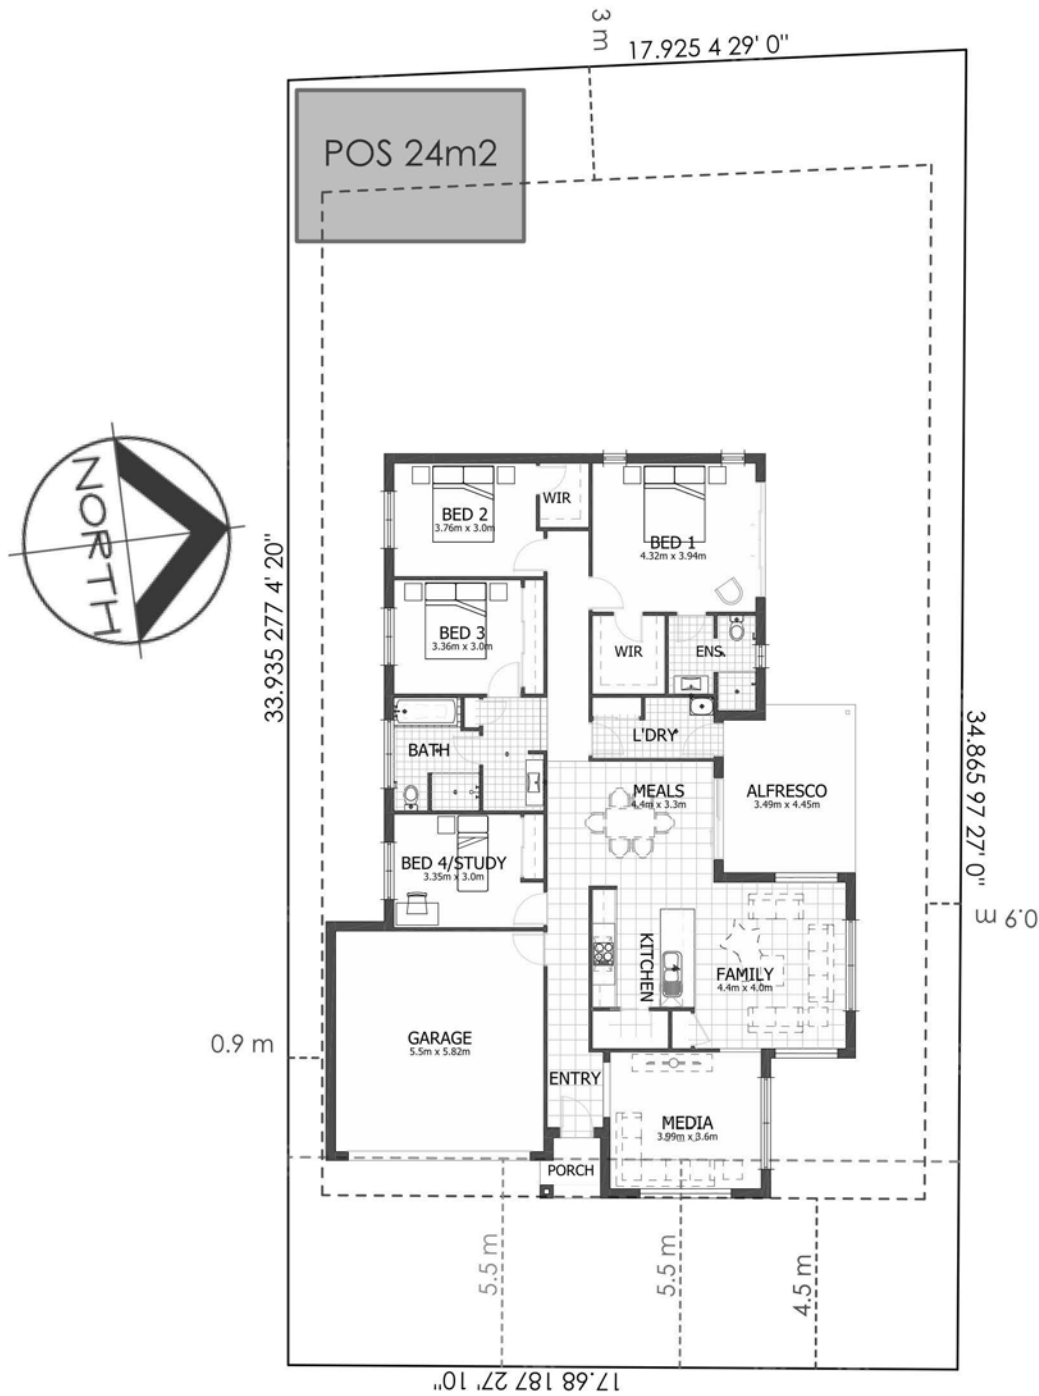 3 m
17.925 4 29' 0"
POS 24m2
NORTH
33.935 277 4' 20"
BED 2
3.76m x 3.0m
WIR
BED 1
4.32m x 3.94m
BED 3
3.36m x 3.0m
WIR
ENS.
BATH
L'DRY
MEALS
4.4m x 3.3m
ALFRESCO
3.49m x 4.45m
34.865 97 27' 0"
BED 4/STUDY
3.35m x 3.0m
0.9 m
KITCHEN
FAMILY
4.4m x 4.0m
GARAGE
5.5m x 5.82m
0.9 m
ENTRY
MEDIA
3.99m x 3.6m
PORCH
5.5 m
5.5 m
4.5 m
17.68 187 27' 10"